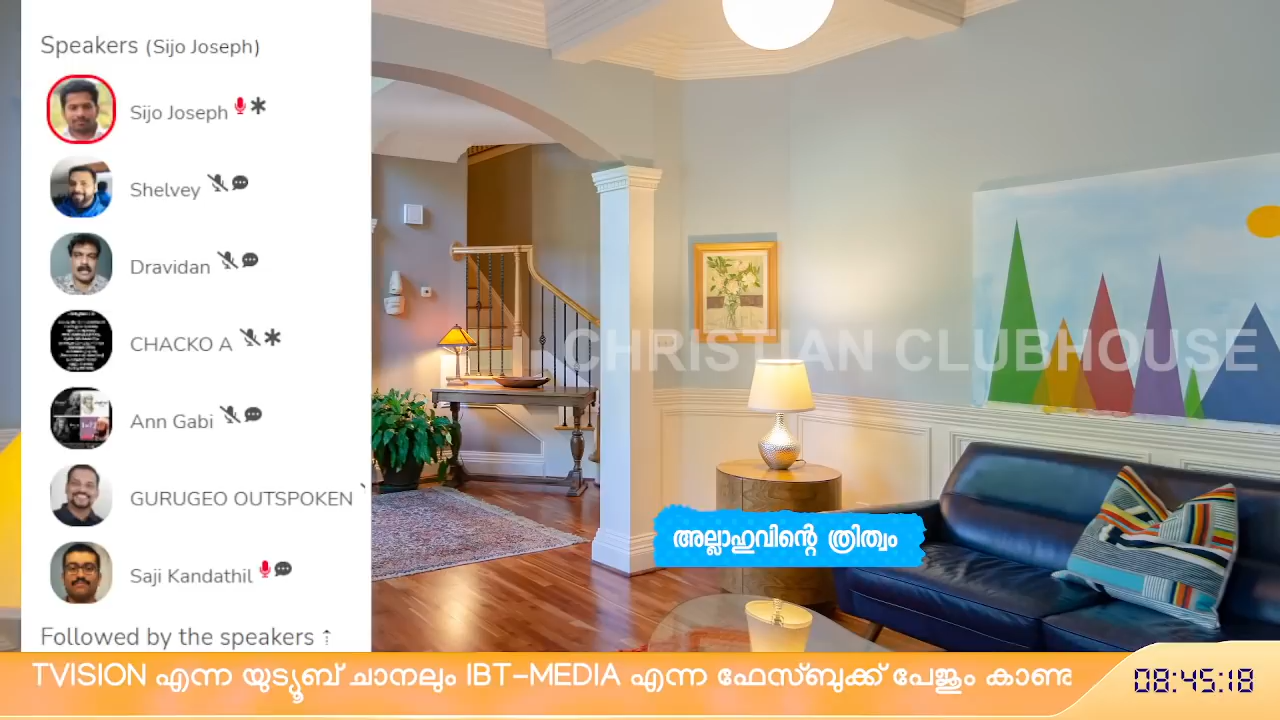 Speakers (Sijo Joseph)
Sijo Joseph
Shelvey
Dravidan
CHACKO A
Ann Gabi
GURUGEO OUTSPOKEN
Saji Kandathil
Followed by the speakers
CHRISTIAN CLUBHOUSE
അല്ലാഹുവിന്റെ ത്രിത്വം
TVISION എന്ന യുട്യൂബ് ചാനലും IBT-MEDIA എന്ന ഫേസ്ബുക്ക് പേജും
08:45:18